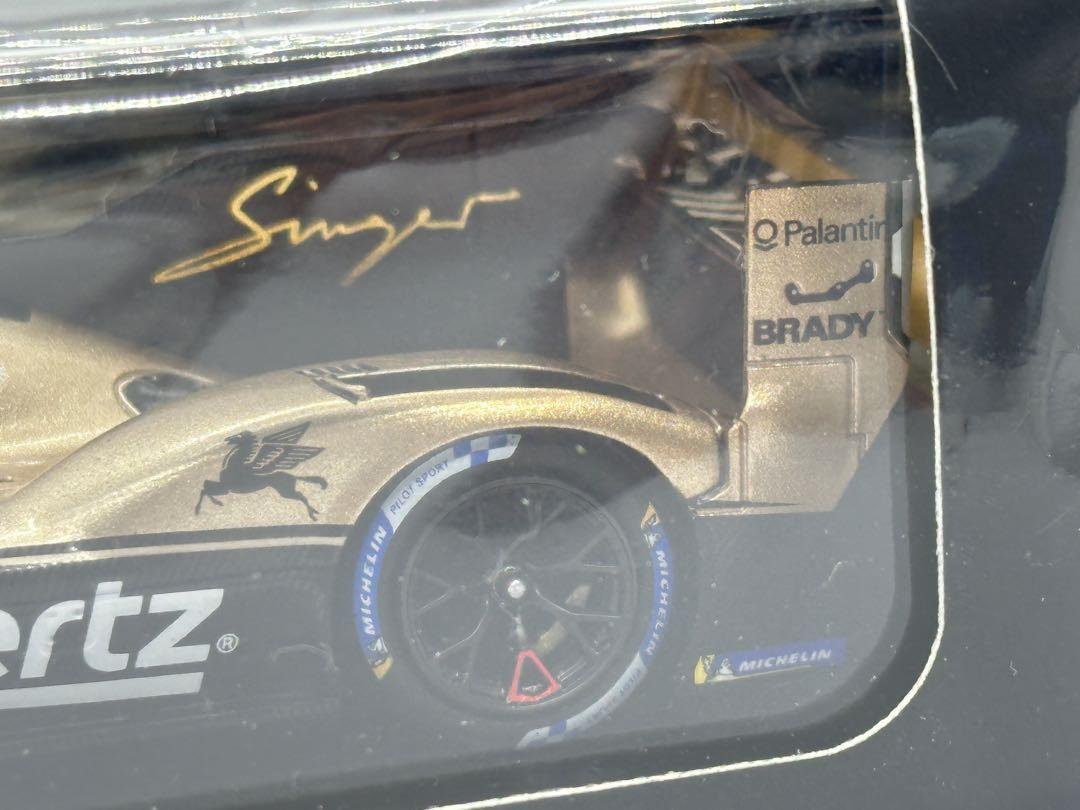 Singer
Palantir
BRADY
PILOT SPORT
MICHELIN
MICHELIN
ertz®
MICHELIN